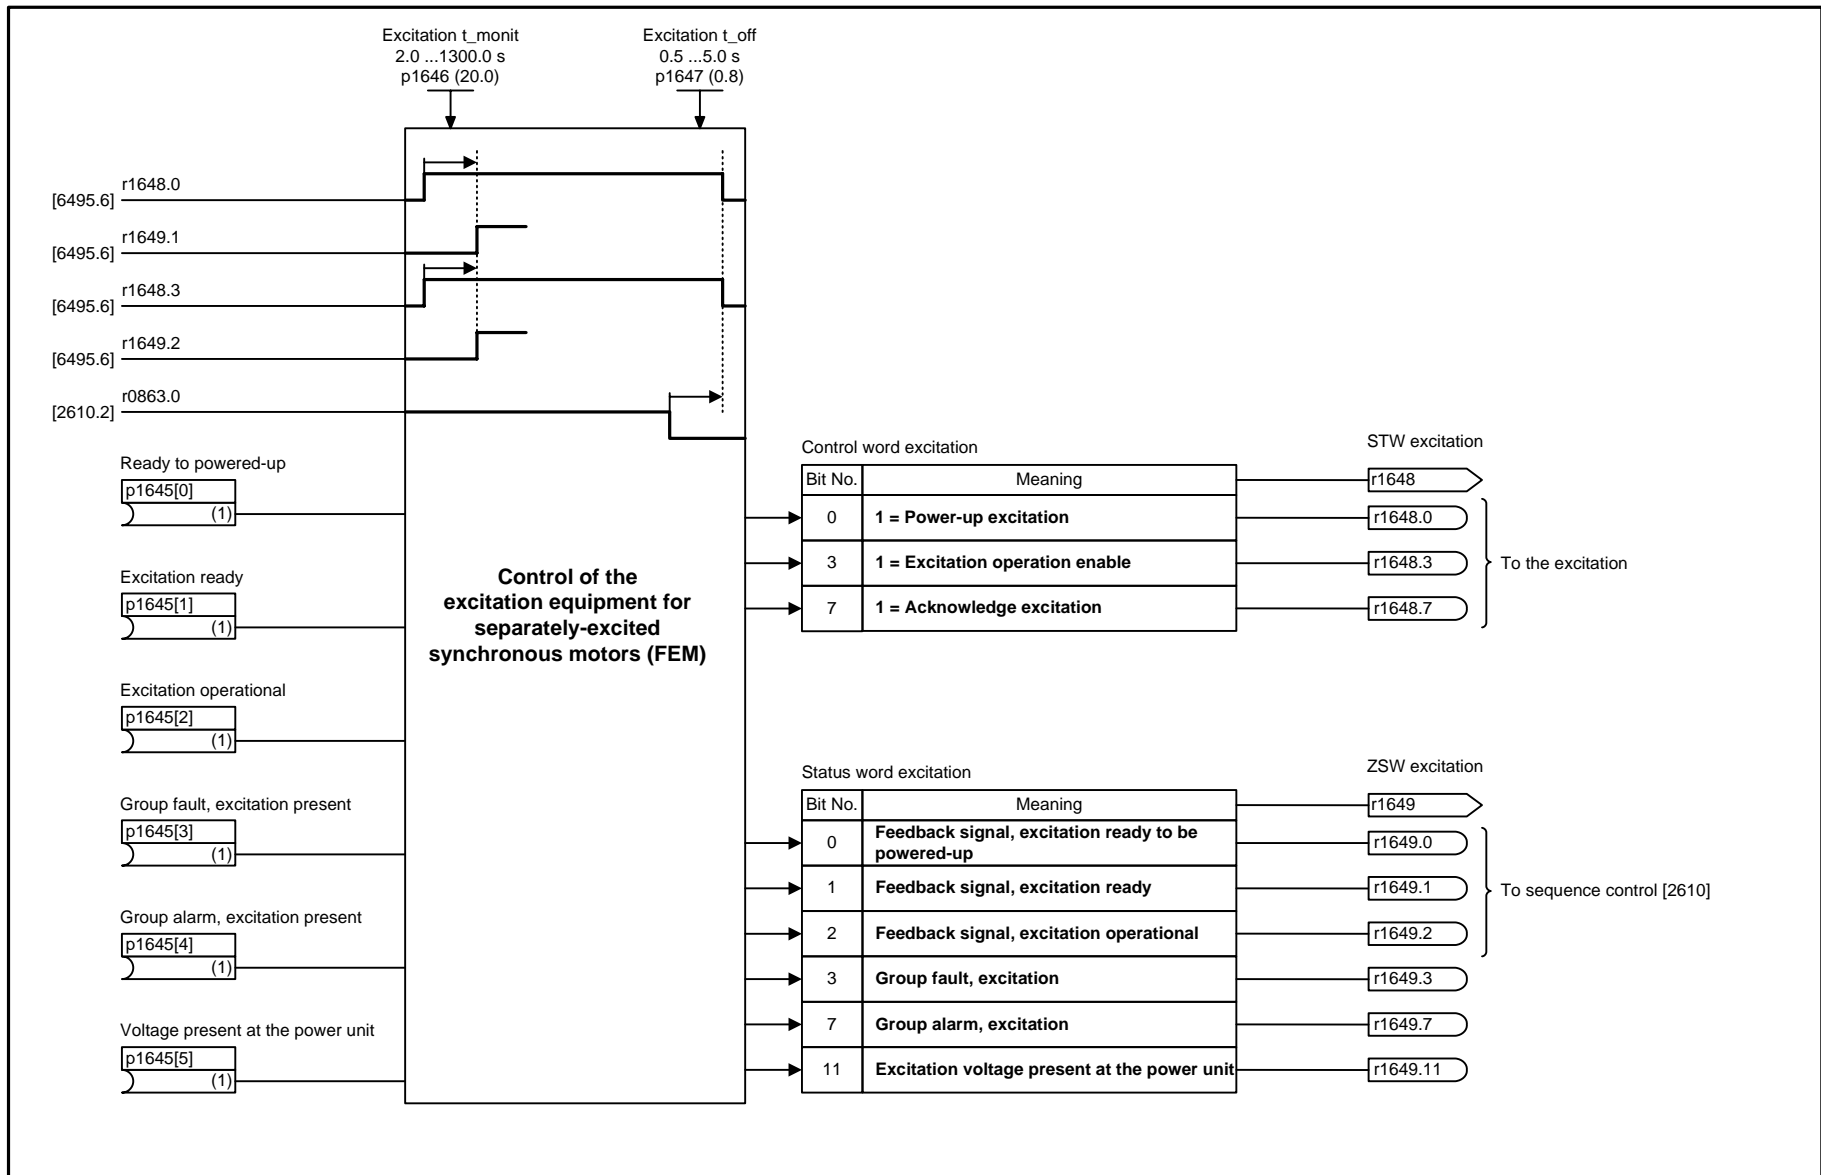 Excitation t_monit
2.0 ...1300.0 s
p1646 (20.0)
Excitation t_off
0.5 ...5.0 s
p1647 (0.8)
r1648.0
[6495.6]
r1649.1
[6495.6]
r1648.3
[6495.6]
r1649.2
[6495.6]
r0863.0
[2610.2]
Ready to powered-up
p1645[0]
(1)
Excitation ready
p1645[1]
(1)
Excitation operational
p1645[2]
(1)
Group fault, excitation present
p1645[3]
(1)
Group alarm, excitation present
p1645[4]
(1)
Voltage present at the power unit
p1645[5]
(1)
Control of the
excitation equipment for
separately-excited
synchronous motors (FEM)
Control word excitation
STW excitation
Bit No. Meaning r1648
0 1 = Power-up excitation r1648.0
3 1 = Excitation operation enable r1648.3
7 1 = Acknowledge excitation r1648.7
To the excitation
Status word excitation
ZSW excitation
Bit No. Meaning r1649
0 Feedback signal, excitation ready to be
powered-up r1649.0
1 Feedback signal, excitation ready r1649.1
2 Feedback signal, excitation operational r1649.2
To sequence control [2610]
3 Group fault, excitation r1649.3
7 Group alarm, excitation r1649.7
11 Excitation voltage present at the power unit r1649.11